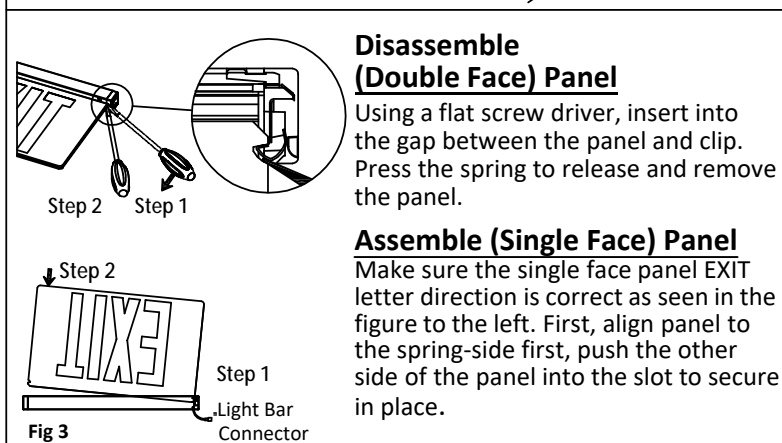 EXIT
Step 2
Step 1
Disassemble
(Double Face) Panel
Using a flat screw driver, insert into
the gap between the panel and clip.
Press the spring to release and remove
the panel.
Step 2
EXIT
Step 1
Light Bar
Connector
Fig 3
Assemble (Single Face) Panel
Make sure the single face panel EXIT
letter direction is correct as seen in the
figure to the left. First, align panel to
the spring-side first, push the other
side of the panel into the slot to secure
in place.